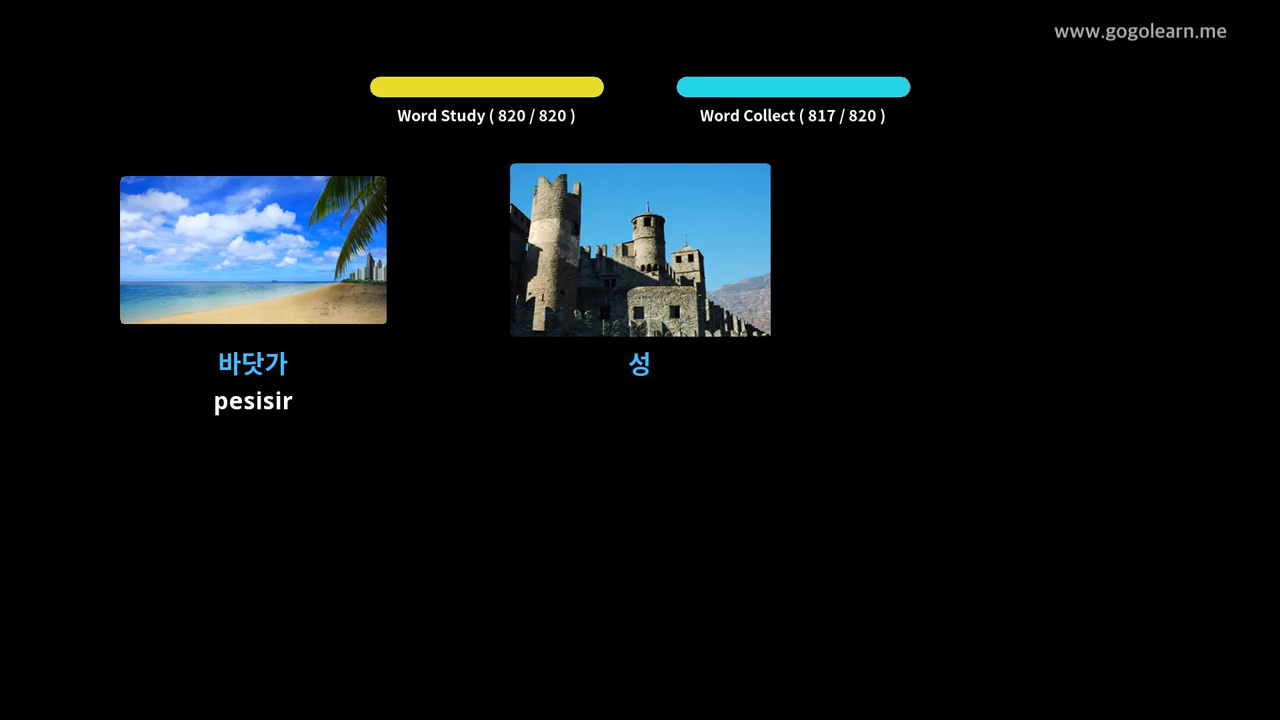 www.gogolearn.me
Word Study ( 820 / 820 )
Word Collect ( 817 / 820 )
바닷가
pesisir
성